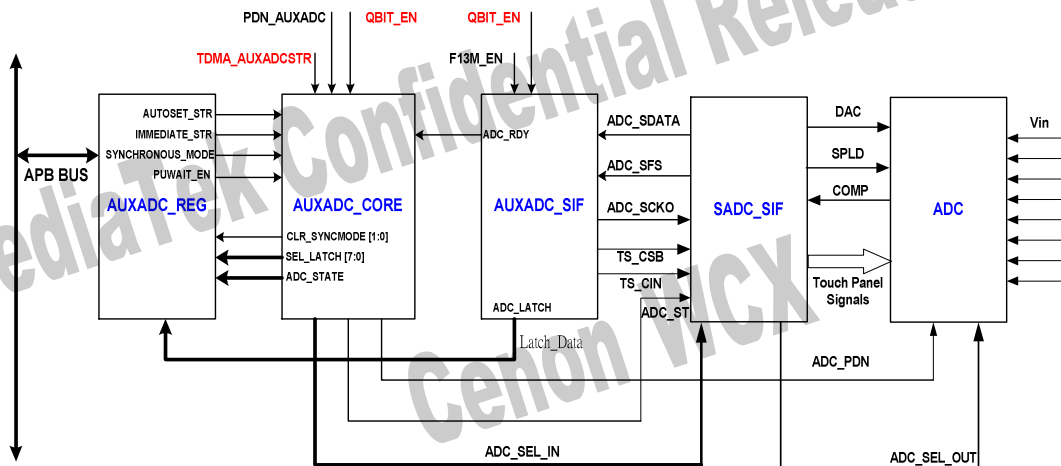 PDN_AUXADC
QBIT_EN
QBIT_EN
TDMA_AUXADCSTR
F13M_EN
AUTOSET_STR
IMMEDIATE_STR
SYNCHRONOUS_MODE
PUWAIT_EN
APB BUS
AUXADC_REG
AUXADC_CORE
CLR_SYNCMODE [1:0]
SEL_LATCH [7:0]
ADC_STATE
ADC_RDY
AUXADC_SIF
ADC_LATCH
Latch_Data
ADC_SDATA
ADC_SFS
ADC_SCKO
TS_CSB
TS_CIN
ADC_ST
SADC_SIF
DAC
SPLD
COMP
Touch Panel
Signals
ADC
Vin
ADC_PDN
ADC_SEL_IN
ADC_SEL_OUT
MediaTek Confidential Release
Cenon WCX